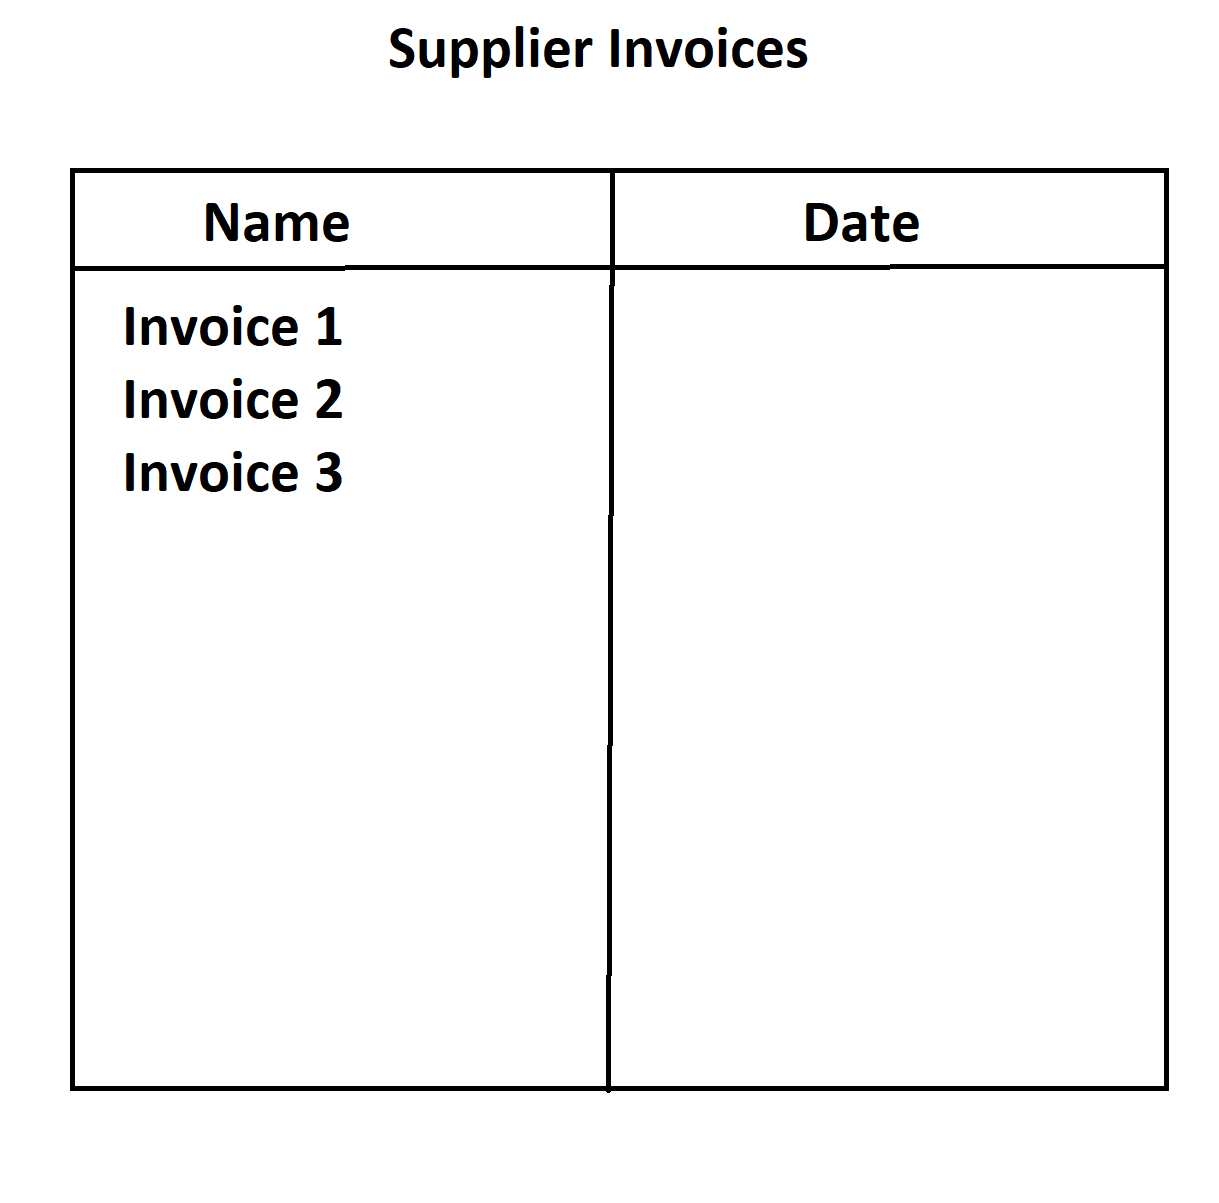 Supplier Invoices
Name Date
Invoice 1
Invoice 2
Invoice 3